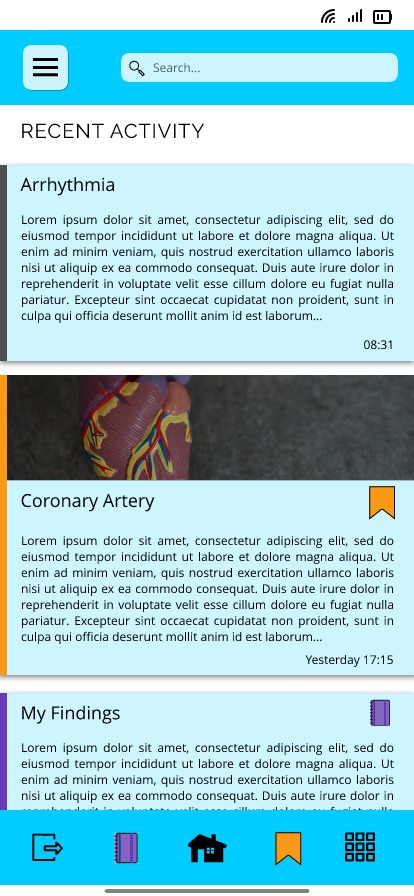 Search...
RECENT ACTIVITY
Arrhythmia
Lorem ipsum dolor sit amet, consectetur adipiscing elit, sed do
eiusmod tempor incididunt ut labore et dolore magna aliqua. Ut
enim ad minim veniam, quis nostrud exercitation ullamco laboris
nisi ut aliquip ex ea commodo consequat. Duis aute irure dolor in
reprehenderit in voluptate velit esse cillum dolore eu fugiat nulla
pariatur. Excepteur sint occaecat cupidatat non proident, sunt in
culpa qui officia deserunt mollit anim id est laborum...
08:31
Coronary Artery
Lorem ipsum dolor sit amet, consectetur adipiscing elit, sed do
eiusmod tempor incididunt ut labore et dolore magna aliqua. Ut
enim ad minim veniam, quis nostrud exercitation ullamco laboris
nisi ut aliquip ex ea commodo consequat. Duis aute irure dolor in
reprehenderit in voluptate velit esse cillum dolore eu fugiat nulla
pariatur. Excepteur sint occaecat cupidatat non proident, sunt in
culpa qui officia deserunt mollit anim id est laborum...
Yesterday 17:15
My Findings
Lorem ipsum dolor sit amet, consectetur adipiscing elit, sed do
eiusmod tempor incididunt ut labore et dolore magna aliqua. Ut
enim ad minim veniam, quis nostrud exercitation ullamco laboris
nisi ut aliquip ex ea commodo consequat. Duis aute irure dolor in